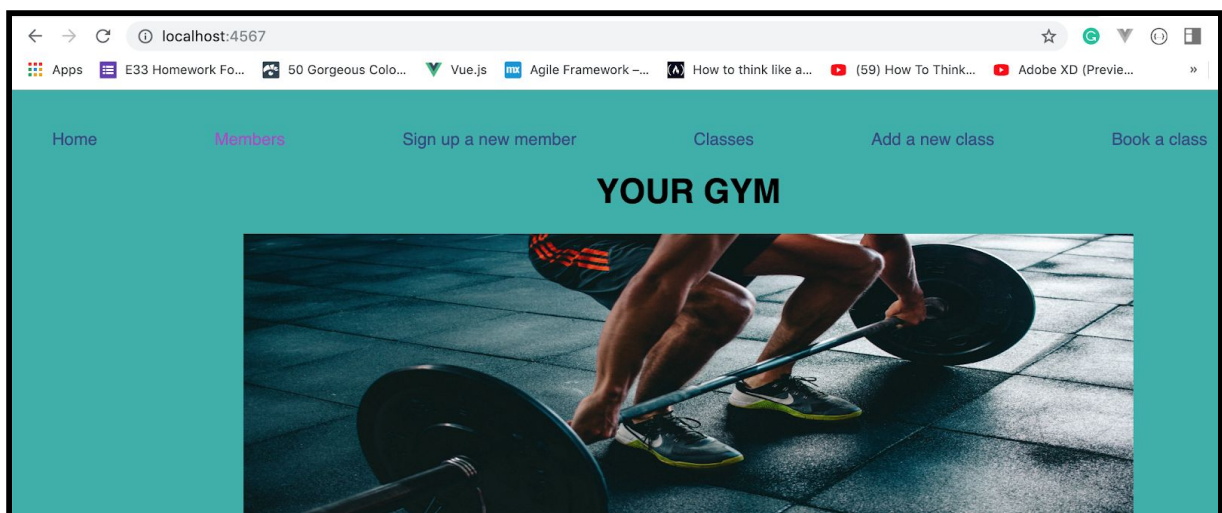 localhost:4567
Apps E33 Homework Fo... 50 Gorgeous Colo... Vue.js mx Agile Framework –... How to think like a... (59) How To Think... Adobe XD (Previe... »
Home Members Sign up a new member Classes Add a new class Book a class
YOUR GYM